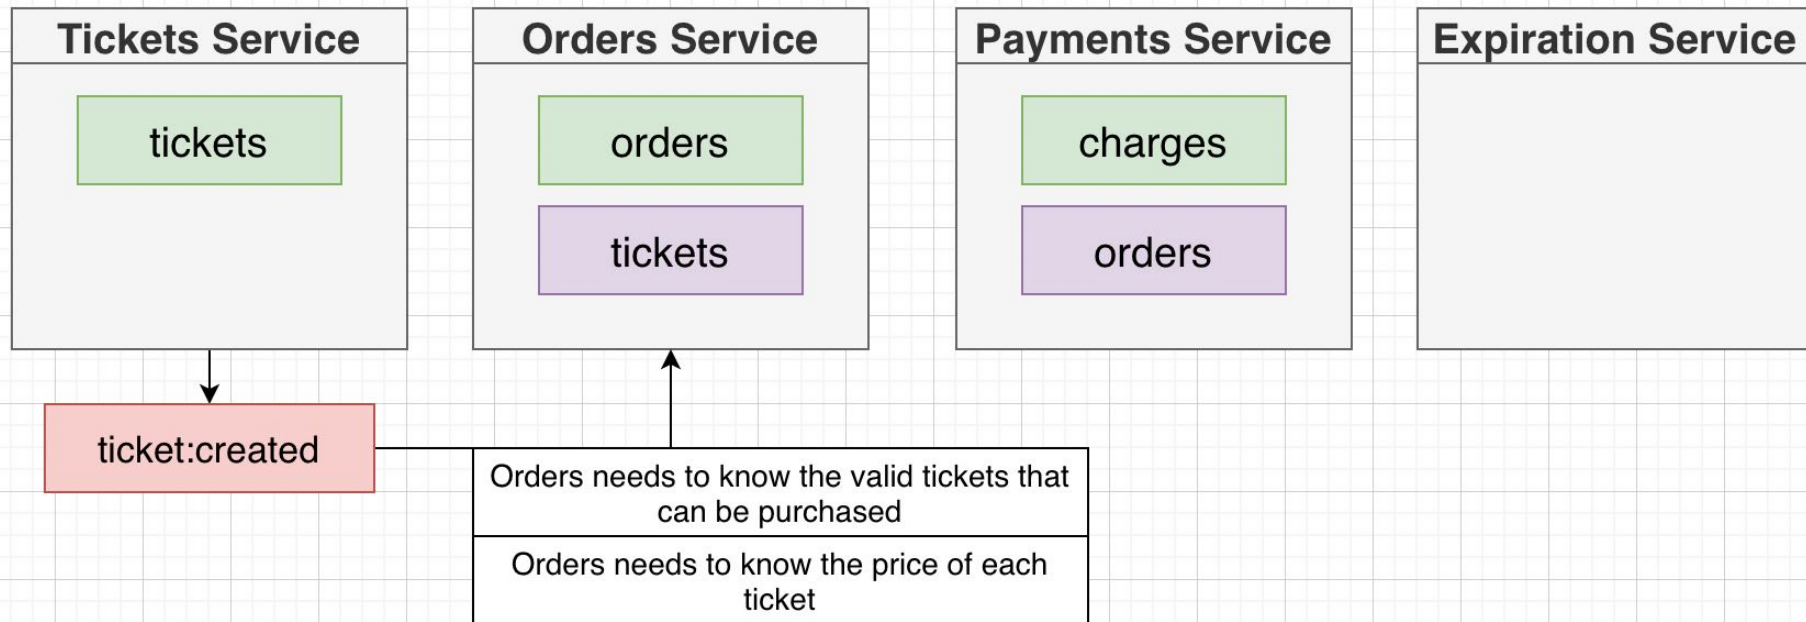 Tickets Service
Orders Service
Payments Service
Expiration Service
tickets
orders
charges
tickets
orders
ticket:created
Orders needs to know the valid tickets that
can be purchased
Orders needs to know the price of each
ticket